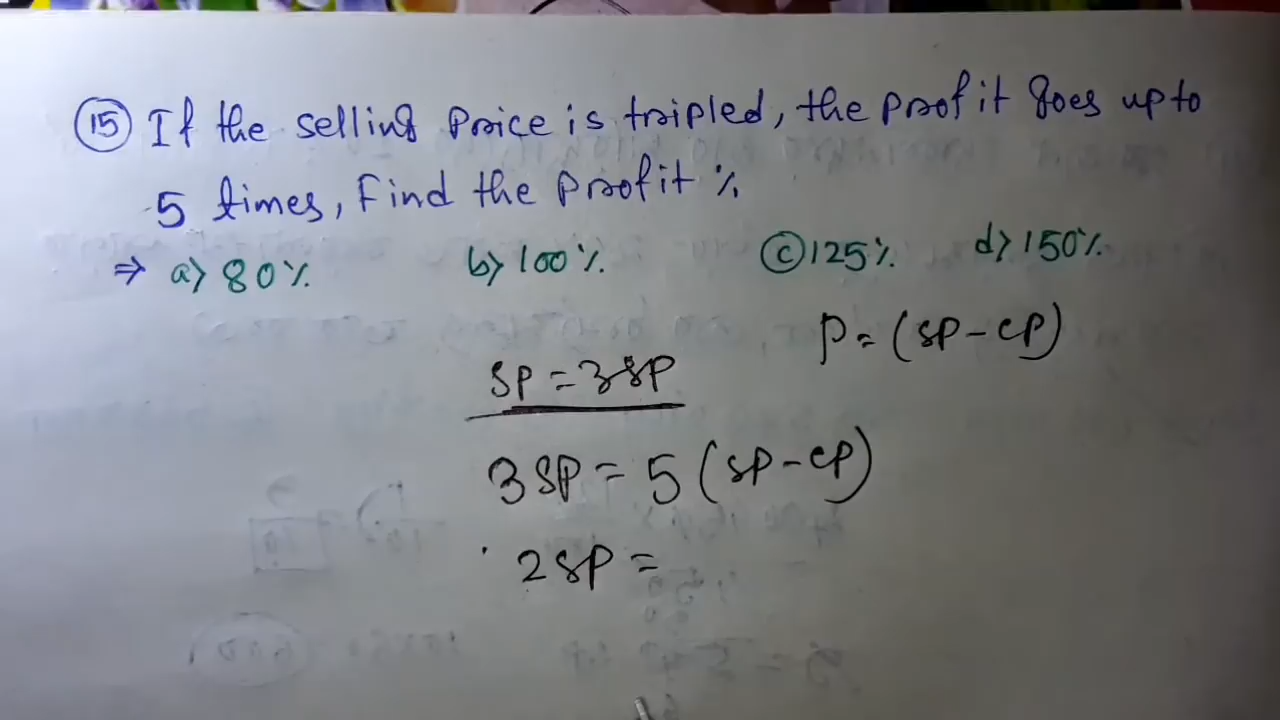 15 If the selling Price is tripled, the profit goes up to
5 times, Find the Profit %
⇒ a) 80% b) 100% c 125% d) 150%
P = (SP - CP)
SP = 3SP
3SP = 5 (SP - CP)
2SP =